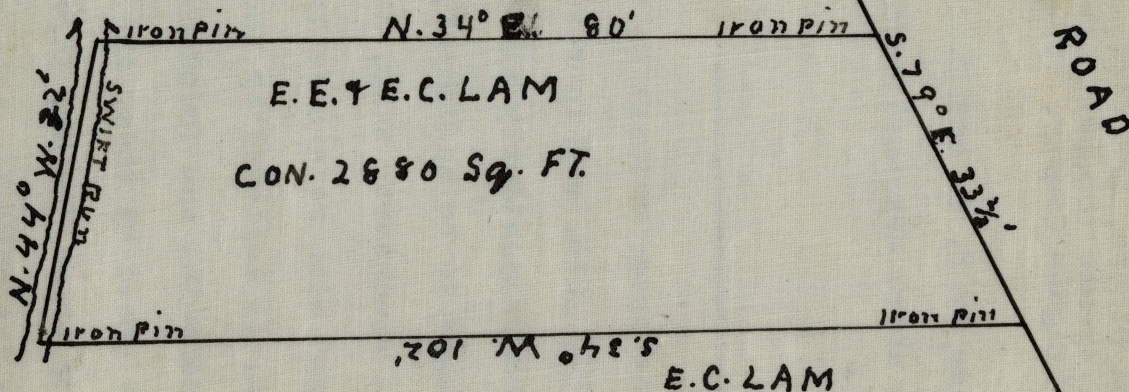 Iron Pin N. 34° E. 80' Iron Pin
ROAD
N. 44° W. 32'
SWIFT RUN
E. E. & E. C. LAM
CON. 2880 Sq. FT.
S. 79° E. 33½'
Iron Pin Iron Pin
S. 34° W. 102'
E. C. LAM